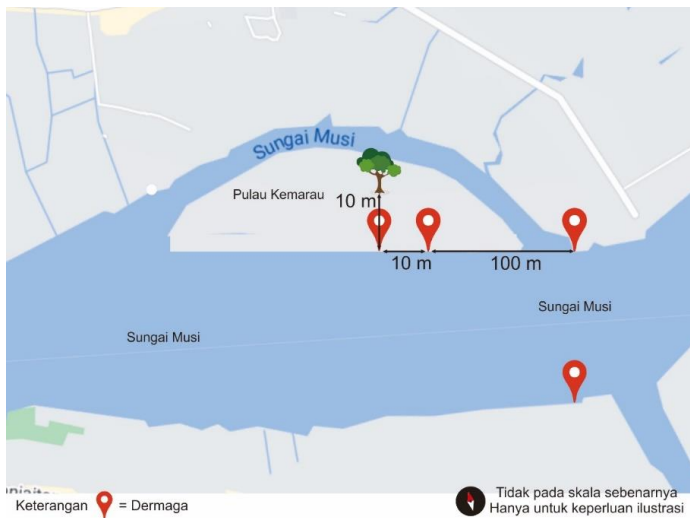 Sungai Musi
Pulau Kemarau
10 m
10 m
100 m
Sungai Musi
Sungai Musi
Keterangan = Dermaga
Tidak pada skala sebenarnya
Hanya untuk keperluan ilustrasi